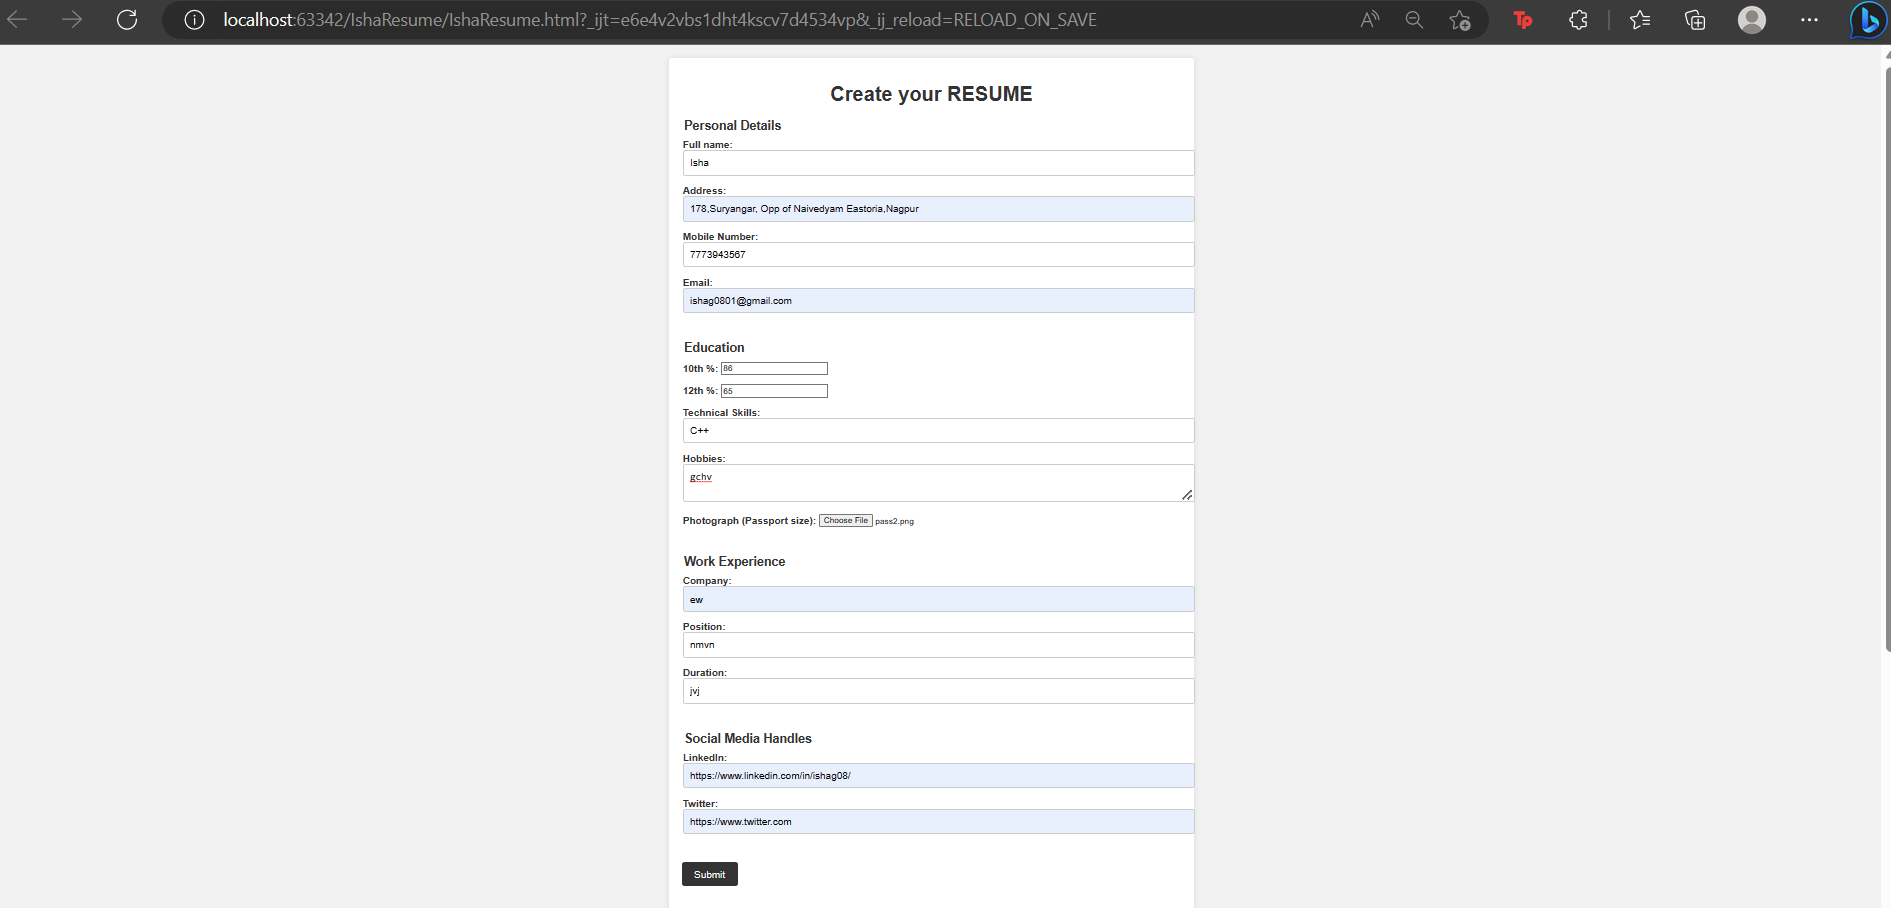 localhost:63342/IshaResume/IshaResume.html?_ijt=e6e4v2vbs1dht4kscv7d4534vp&_ij_reload=RELOAD_ON_SAVE
Tp
Create your RESUME
Personal Details
Full name:
Isha
Address:
178,Suryangar, Opp of Naivedyam Eastoria,Nagpur
Mobile Number:
7773943567
Email:
ishag0801@gmail.com
Education
10th %: 86
12th %: 65
Technical Skills:
C++
Hobbies:
gchv
Photograph (Passport size): Choose File pass2.png
Work Experience
Company:
ew
Position:
nmvn
Duration:
jvj
Social Media Handles
LinkedIn:
https://www.linkedin.com/in/ishag08/
Twitter:
https://www.twitter.com
Submit